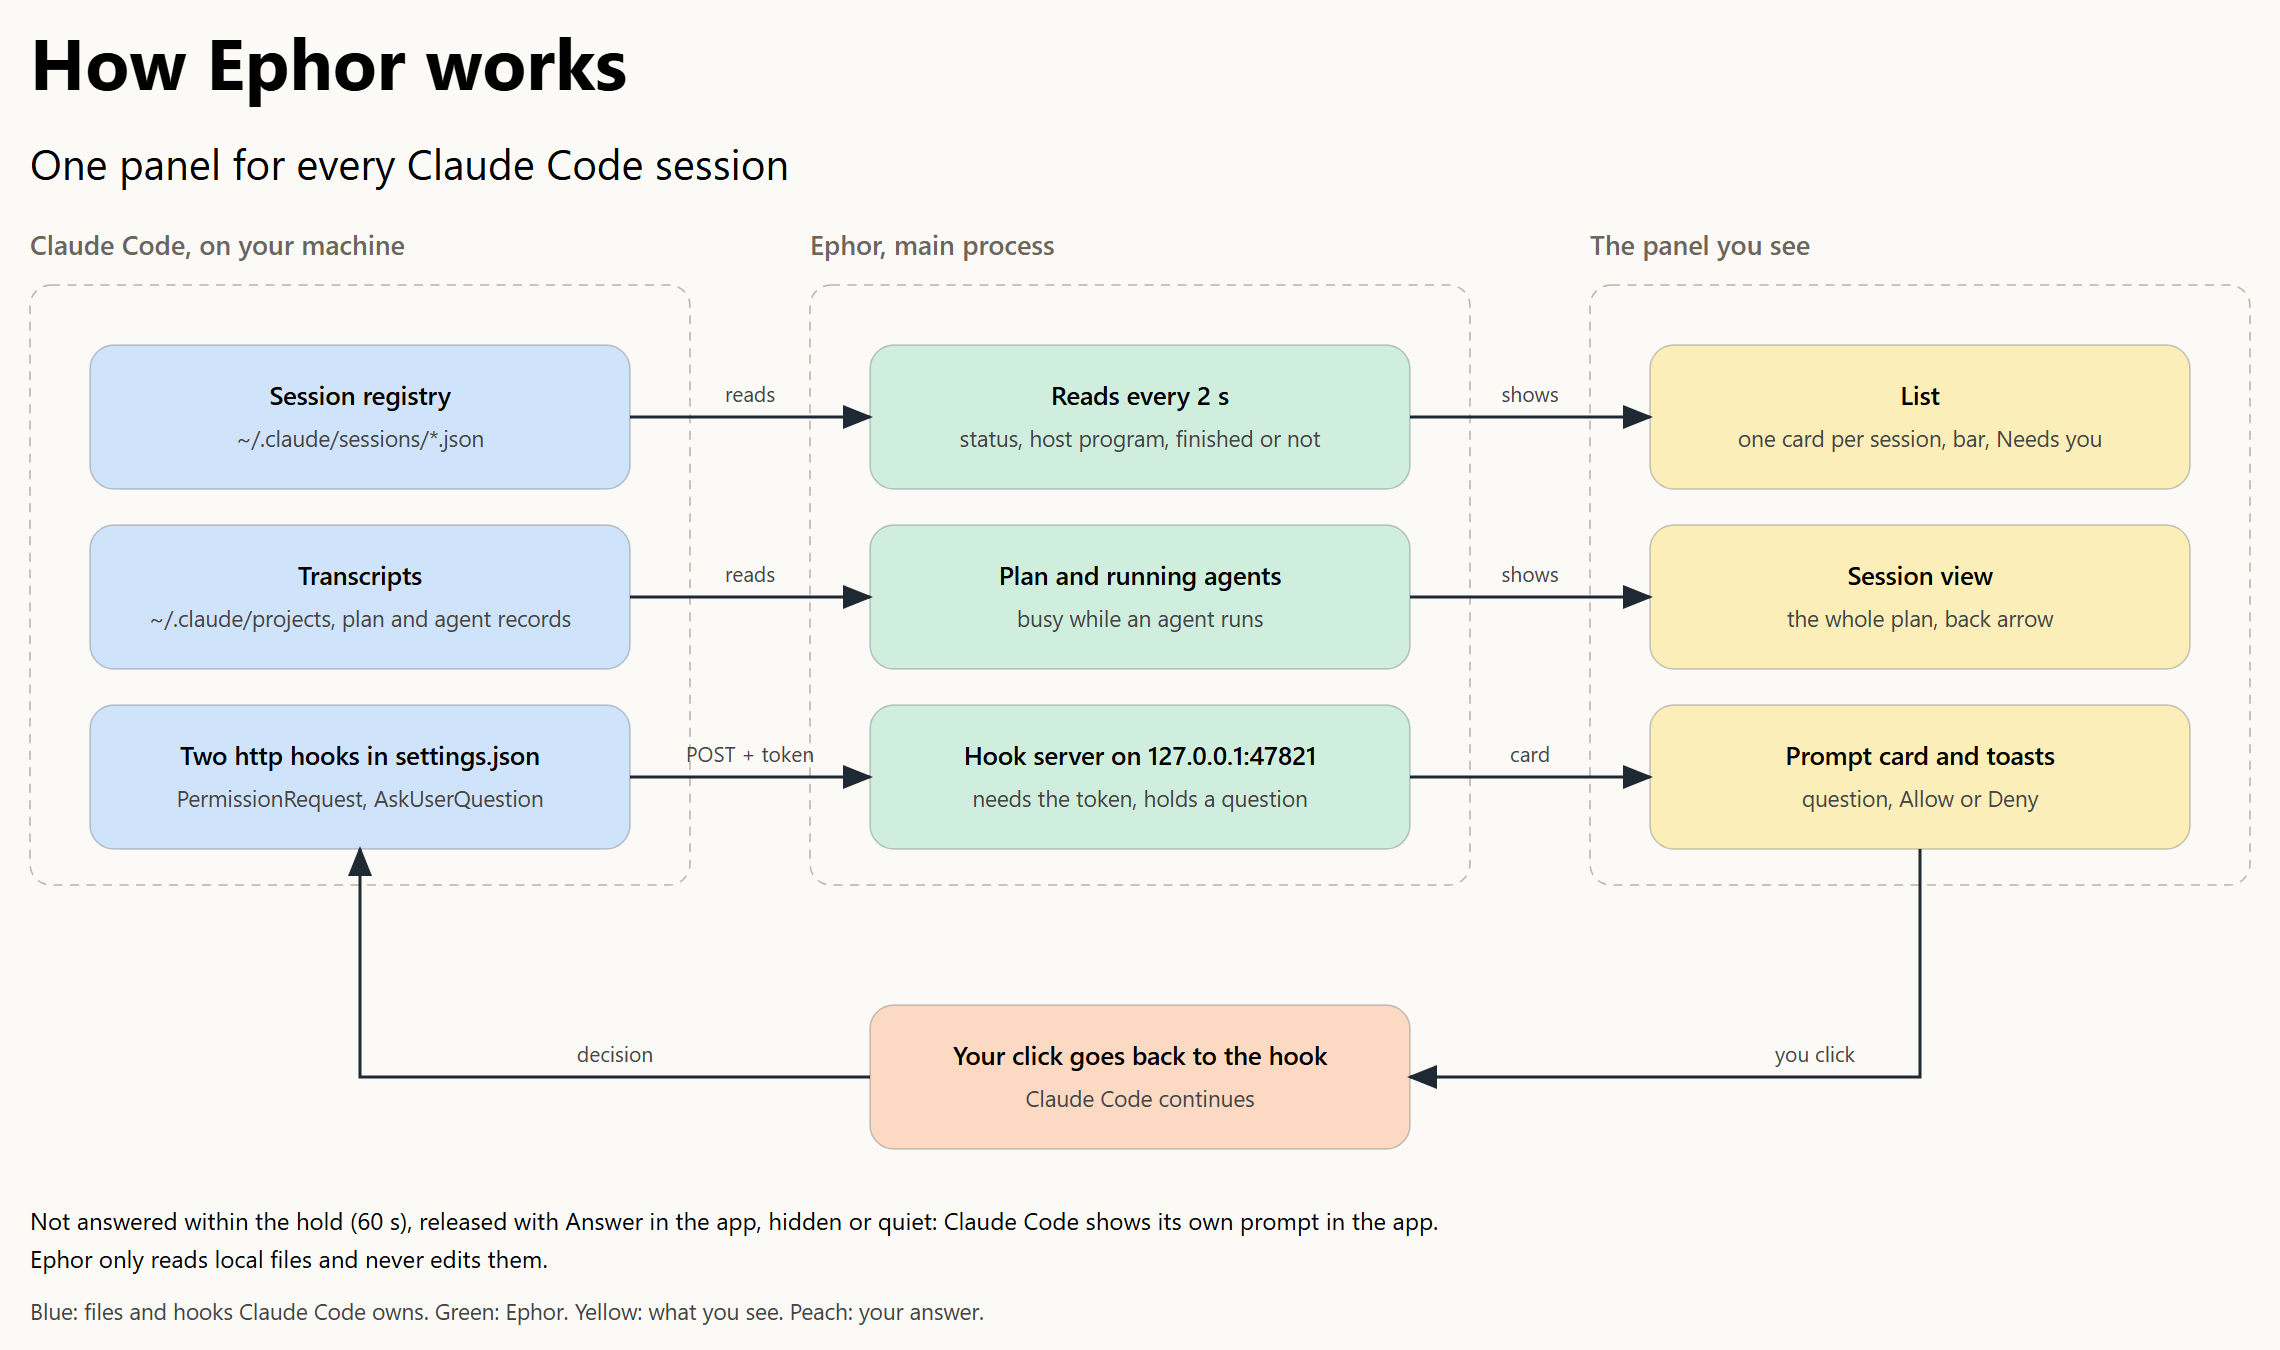 How Ephor works
One panel for every Claude Code session
Claude Code, on your machine
Ephor, main process
The panel you see
Session registry
~/.claude/sessions/*.json
reads
Reads every 2 s
status, host program, finished or not
shows
List
one card per session, bar, Needs you
Transcripts
~/.claude/projects, plan and agent records
reads
Plan and running agents
busy while an agent runs
shows
Session view
the whole plan, back arrow
Two http hooks in settings.json
PermissionRequest, AskUserQuestion
POST + token
Hook server on 127.0.0.1:47821
needs the token, holds a question
card
Prompt card and toasts
question, Allow or Deny
decision
Your click goes back to the hook
Claude Code continues
you click
Not answered within the hold (60 s), released with Answer in the app, hidden or quiet: Claude Code shows its own prompt in the app.
Ephor only reads local files and never edits them.
Blue: files and hooks Claude Code owns. Green: Ephor. Yellow: what you see. Peach: your answer.